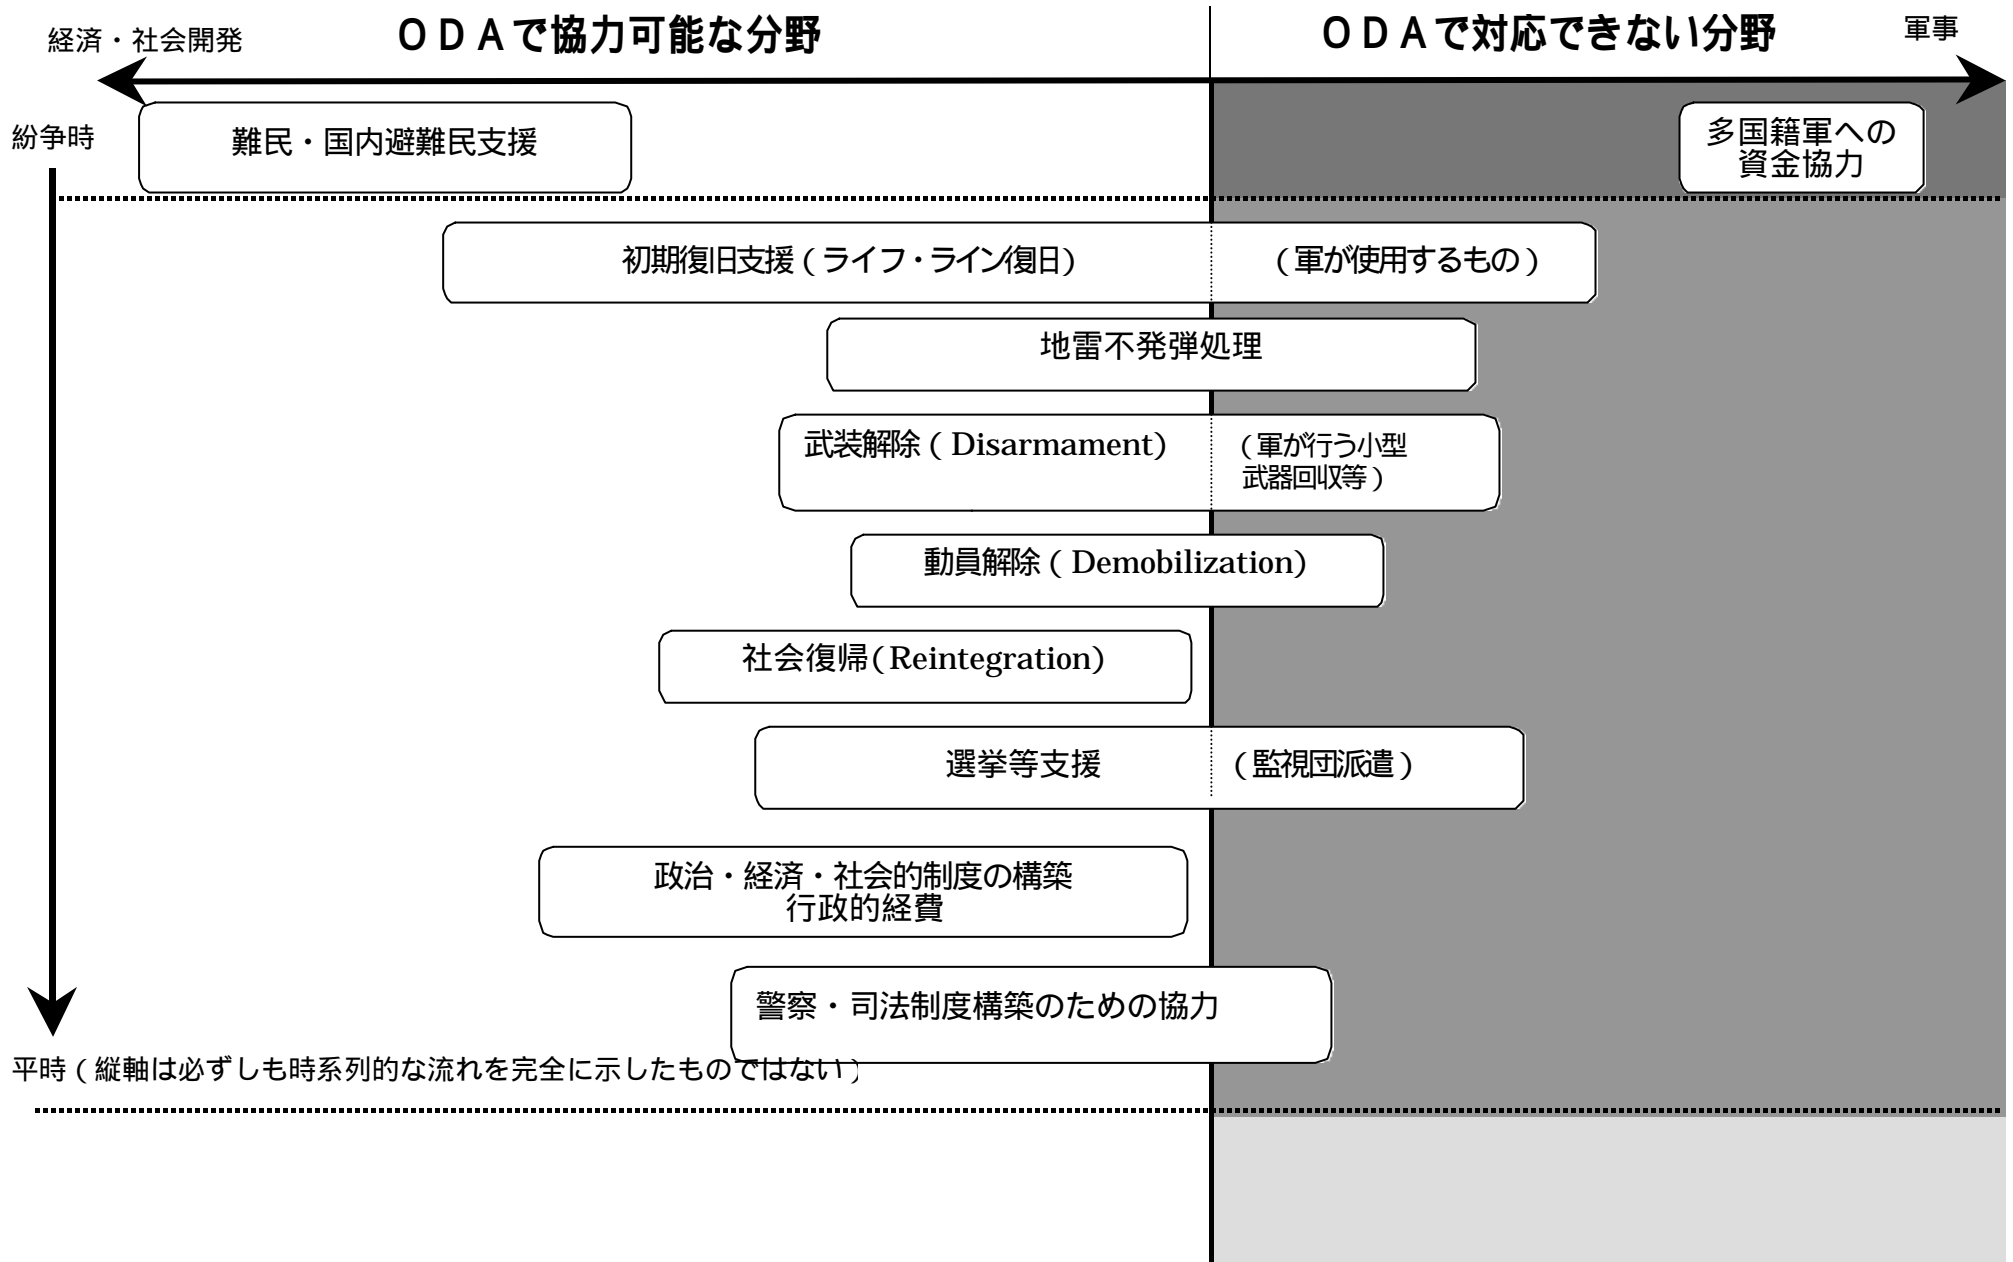 経済・社会開発
ＯＤＡで協力可能な分野
ＯＤＡで対応できない分野
軍事
紛争時
難民・国内避難民支援
多国籍軍への
資金協力
初期復旧支援（ライフ・ライン復旧）
（軍が使用するもの）
地雷不発弾処理
武装解除（Disarmament）
（軍が行う小型
武器回収等）
動員解除（Demobilization）
社会復帰(Reintegration)
選挙等支援
（監視団派遣）
政治・経済・社会的制度の構築
行政的経費
警察・司法制度構築のための協力
平時（縦軸は必ずしも時系列的な流れを完全に示したものではない）